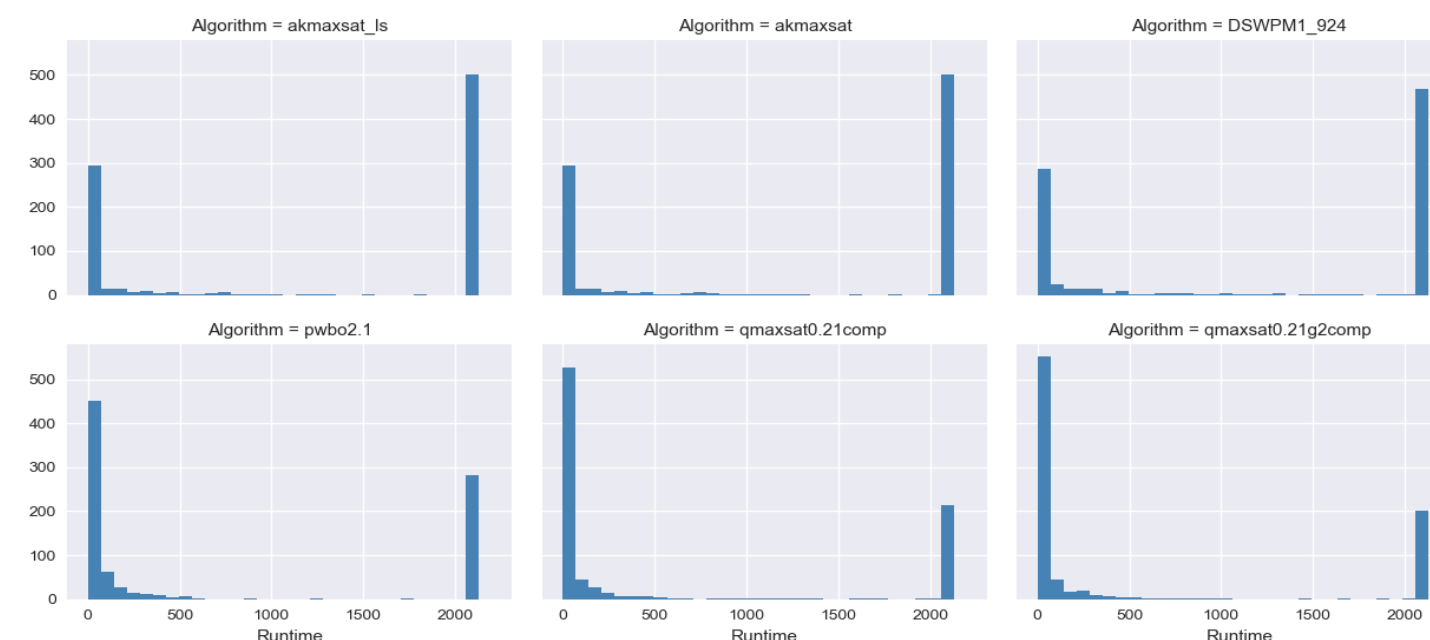 Algorithm = akmaxsat_ls
Algorithm = akmaxsat
Algorithm = DSWPM1_924
500
400
300
200
100
0
Algorithm = pwbo2.1
Algorithm = qmaxsat0.21comp
Algorithm = qmaxsat0.21g2comp
500
400
300
200
100
0
0 500 1000 1500 2000
0 500 1000 1500 2000
0 500 1000 1500 2000
Runtime
Runtime
Runtime